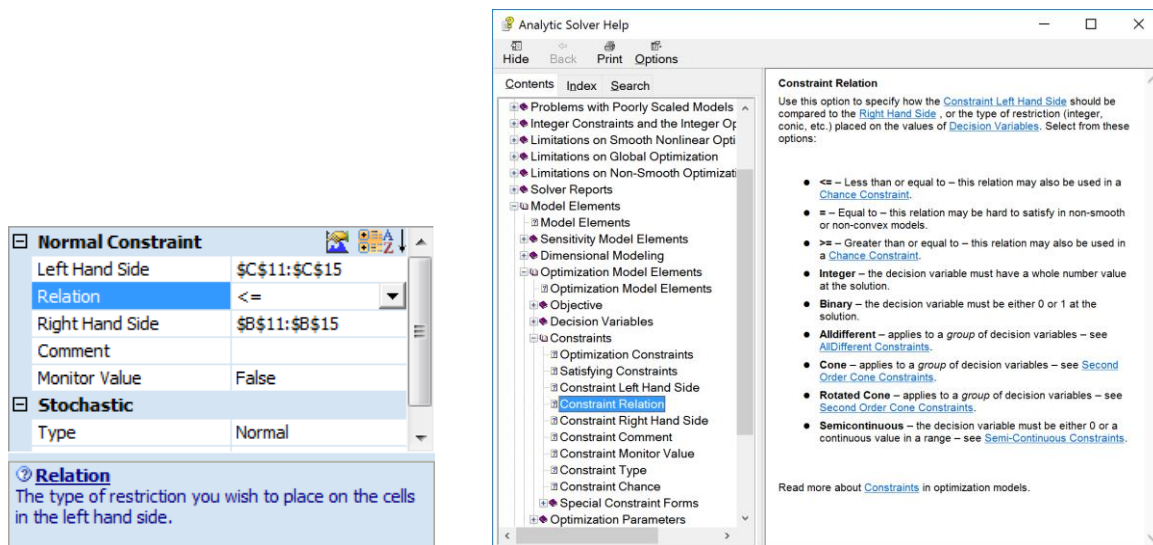 Normal Constraint
Left Hand Side $C$11:$C$15
Relation <=
Right Hand Side $B$11:$B$15
Comment
Monitor Value False
Stochastic
Type Normal
Relation
The type of restriction you wish to place on the cells
in the left hand side.
Analytic Solver Help
Hide Back Print Options
Contents Index Search
Problems with Poorly Scaled Models
Integer Constraints and the Integer Op
Limitations on Smooth Nonlinear Opti
Limitations on Global Optimization
Limitations on Non-Smooth Optimizati
Solver Reports
Model Elements
Model Elements
Sensitivity Model Elements
Dimensional Modeling
Optimization Model Elements
Optimization Model Elements
Objective
Decision Variables
Constraints
Optimization Constraints
Satisfying Constraints
Constraint Left Hand Side
Constraint Relation
Constraint Right Hand Side
Constraint Comment
Constraint Monitor Value
Constraint Type
Constraint Chance
Special Constraint Forms
Optimization Parameters
Constraint Relation
Use this option to specify how the Constraint Left Hand Side should be
compared to the Right Hand Side , or the type of restriction (integer,
conic, etc.) placed on the values of Decision Variables. Select from these
options:
• <= – Less than or equal to – this relation may also be used in a
Chance Constraint.
• = – Equal to – this relation may be hard to satisfy in non-smooth
or non-convex models.
• >= – Greater than or equal to – this relation may also be used in
a Chance Constraint.
• Integer – the decision variable must have a whole number value
at the solution.
• Binary – the decision variable must be either 0 or 1 at the
solution.
• Alldifferent – applies to a group of decision variables – see
AllDifferent Constraints.
• Cone – applies to a group of decision variables – see Second
Order Cone Constraints.
• Rotated Cone – applies to a group of decision variables – see
Second Order Cone Constraints.
• Semicontinuous – the decision variable must be either 0 or a
continuous value in a range – see Semi-Continuous Constraints.
Read more about Constraints in optimization models.